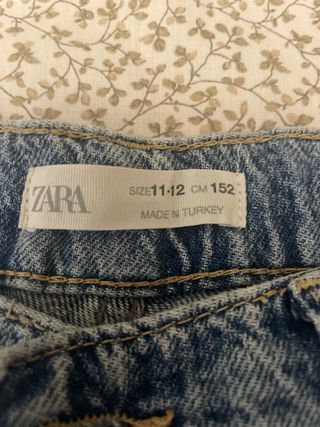 ZARA
SIZE 11-12 CM 152
MADE IN TURKEY